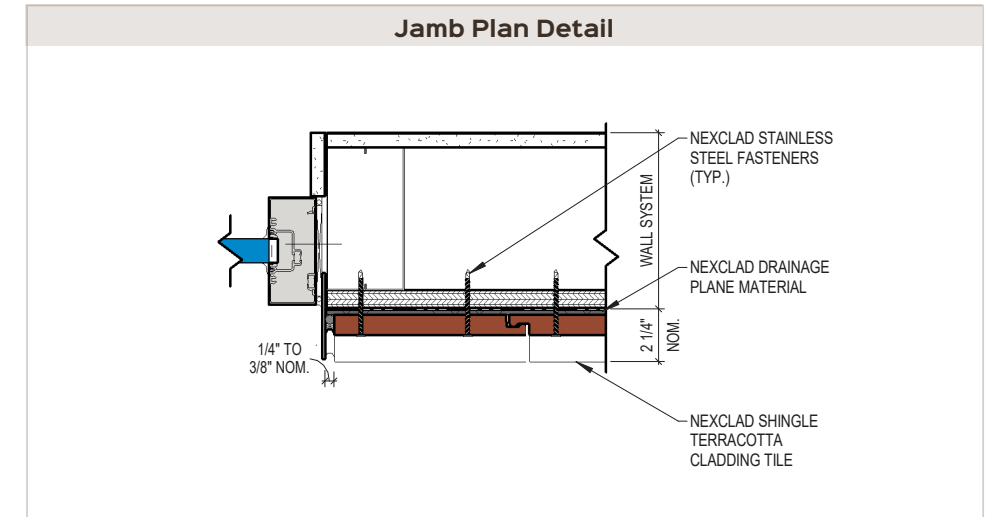 Jamb Plan Detail
NEXCLAD STAINLESS
STEEL FASTENERS
(TYP.)
WALL SYSTEM
NEXCLAD DRAINAGE
PLANE MATERIAL
2 1/4"
NOM.
1/4" TO
3/8" NOM.
NEXCLAD SHINGLE
TERRACOTTA
CLADDING TILE